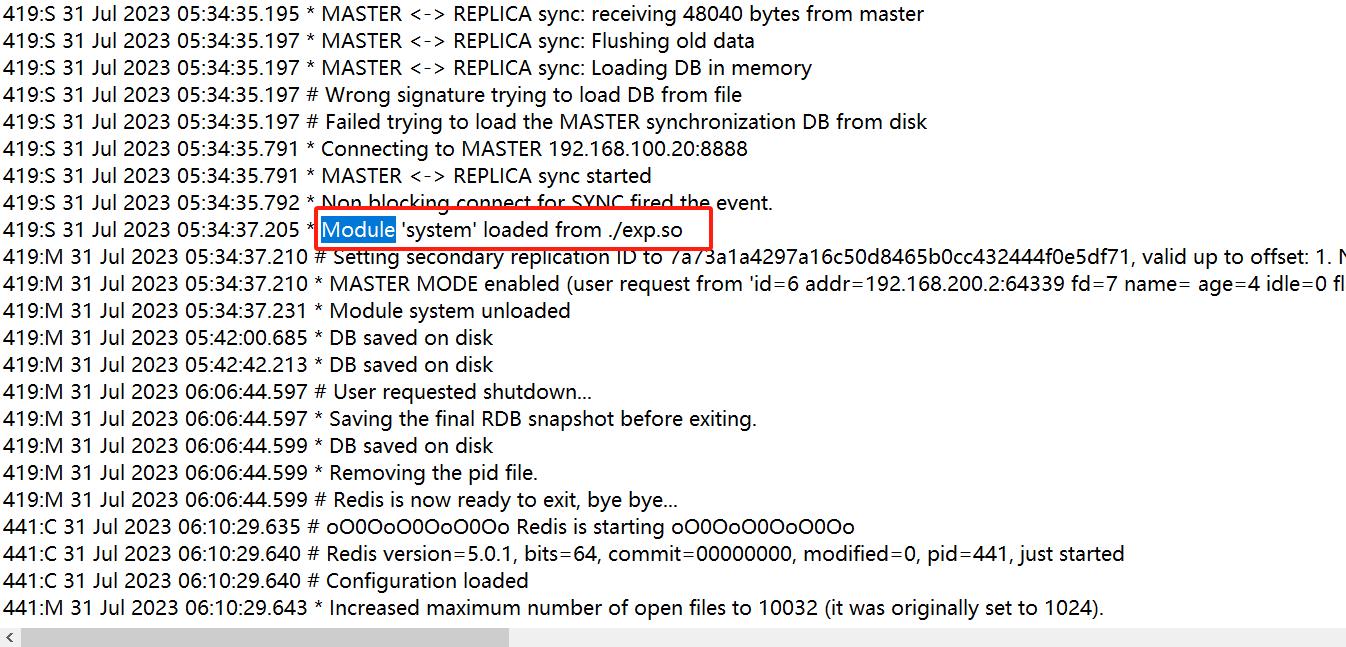 419:S 31 Jul 2023 05:34:35.195 * MASTER <-> REPLICA sync: receiving 48040 bytes from master
419:S 31 Jul 2023 05:34:35.197 * MASTER <-> REPLICA sync: Flushing old data
419:S 31 Jul 2023 05:34:35.197 * MASTER <-> REPLICA sync: Loading DB in memory
419:S 31 Jul 2023 05:34:35.197 # Wrong signature trying to load DB from file
419:S 31 Jul 2023 05:34:35.197 # Failed trying to load the MASTER synchronization DB from disk
419:S 31 Jul 2023 05:34:35.791 * Connecting to MASTER 192.168.100.20:8888
419:S 31 Jul 2023 05:34:35.791 * MASTER <-> REPLICA sync started
419:S 31 Jul 2023 05:34:35.792 * Non blocking connect for SYNC fired the event.
419:S 31 Jul 2023 05:34:37.205 * Module 'system' loaded from ./exp.so
419:M 31 Jul 2023 05:34:37.210 # Setting secondary replication ID to 7a73a1a4297a16c50d8465b0cc432444f0e5df71, valid up to offset: 1. N
419:M 31 Jul 2023 05:34:37.210 * MASTER MODE enabled (user request from 'id=6 addr=192.168.200.2:64339 fd=7 name= age=4 idle=0 fl
419:M 31 Jul 2023 05:34:37.231 * Module system unloaded
419:M 31 Jul 2023 05:42:00.685 * DB saved on disk
419:M 31 Jul 2023 05:42:42.213 * DB saved on disk
419:M 31 Jul 2023 06:06:44.597 # User requested shutdown...
419:M 31 Jul 2023 06:06:44.597 * Saving the final RDB snapshot before exiting.
419:M 31 Jul 2023 06:06:44.599 * DB saved on disk
419:M 31 Jul 2023 06:06:44.599 * Removing the pid file.
419:M 31 Jul 2023 06:06:44.599 # Redis is now ready to exit, bye bye...
441:C 31 Jul 2023 06:10:29.635 # oO0OoO0OoO0Oo Redis is starting oO0OoO0OoO0Oo
441:C 31 Jul 2023 06:10:29.640 # Redis version=5.0.1, bits=64, commit=00000000, modified=0, pid=441, just started
441:C 31 Jul 2023 06:10:29.640 # Configuration loaded
441:M 31 Jul 2023 06:10:29.643 * Increased maximum number of open files to 10032 (it was originally set to 1024).